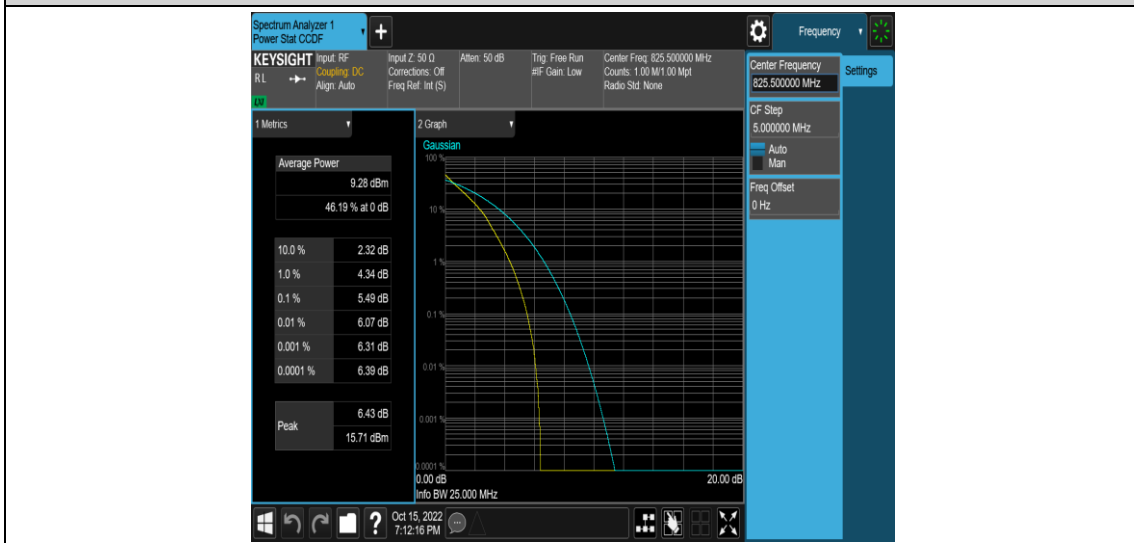 Spectrum Analyzer 1
Power Stat CCDF
+
Frequency
KEYSIGHT
RL
LXI
Input: RF
Coupling: DC
Align: Auto
Input Z: 50 Ω
Corrections: Off
Freq Ref: Int (S)
Atten: 50 dB
Trig: Free Run
#IF Gain: Low
Center Freq: 825.500000 MHz
Counts: 1.00 M/1.00 Mpt
Radio Std: None
Center Frequency
825.500000 MHz
Settings
CF Step
5.000000 MHz
Auto
Man
Freq Offset
0 Hz
1 Metrics
Average Power
9.28 dBm
46.19 % at 0 dB
10.0 % 2.32 dB
1.0 % 4.34 dB
0.1 % 5.49 dB
0.01 % 6.07 dB
0.001 % 6.31 dB
0.0001 % 6.39 dB
Peak
6.43 dB
15.71 dBm
2 Graph
Gaussian
100 %
10 %
1 %
0.1 %
0.01 %
0.001 %
0.0001 %
0.00 dB 20.00 dB
Info BW 25.000 MHz
?
Oct 15, 2022
7:12:16 PM